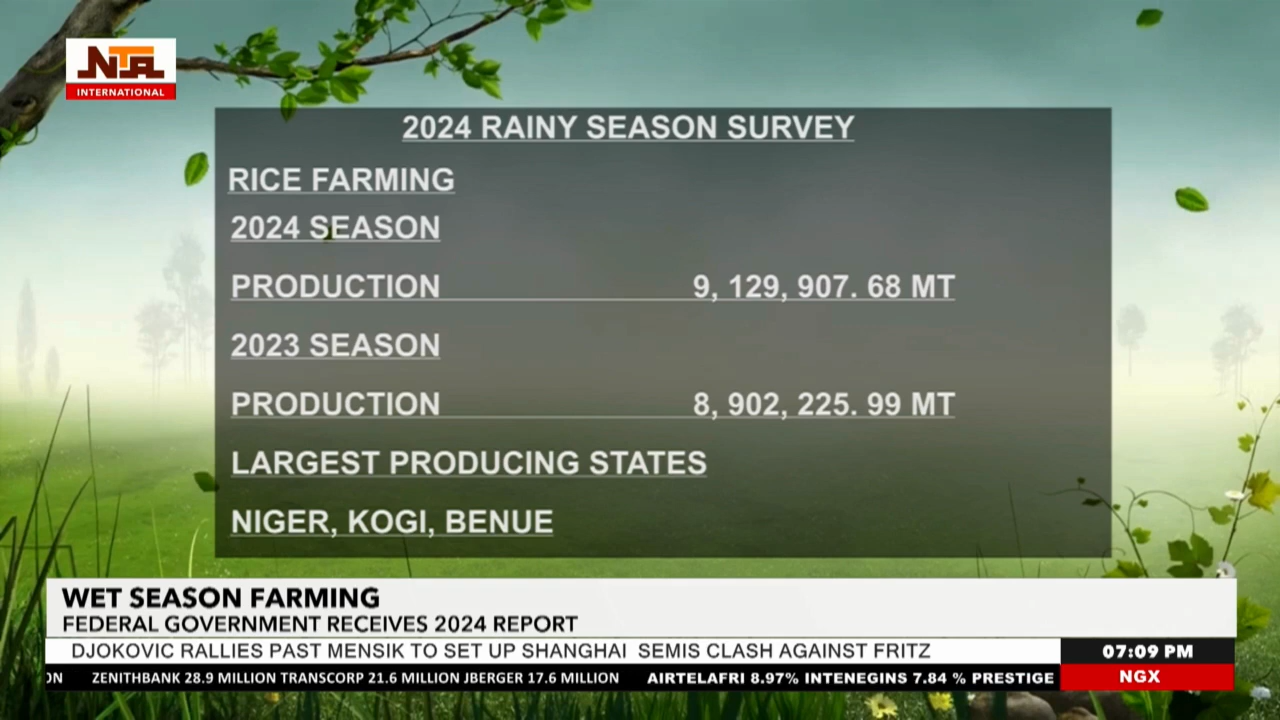 NTA
INTERNATIONAL
2024 RAINY SEASON SURVEY
RICE FARMING
2024 SEASON
PRODUCTION 9, 129, 907. 68 MT
2023 SEASON
PRODUCTION 8, 902, 225. 99 MT
LARGEST PRODUCING STATES
NIGER, KOGI, BENUE
WET SEASON FARMING
FEDERAL GOVERNMENT RECEIVES 2024 REPORT
DJOKOVIC RALLIES PAST MENSIK TO SET UP SHANGHAI SEMIS CLASH AGAINST FRITZ
07:09 PM
ON ZENITHBANK 28.9 MILLION TRANSCORP 21.6 MILLION JBERGER 17.6 MILLION AIRTELAFRI 8.97% INTENEGINS 7.84 % PRESTIGE
NGX